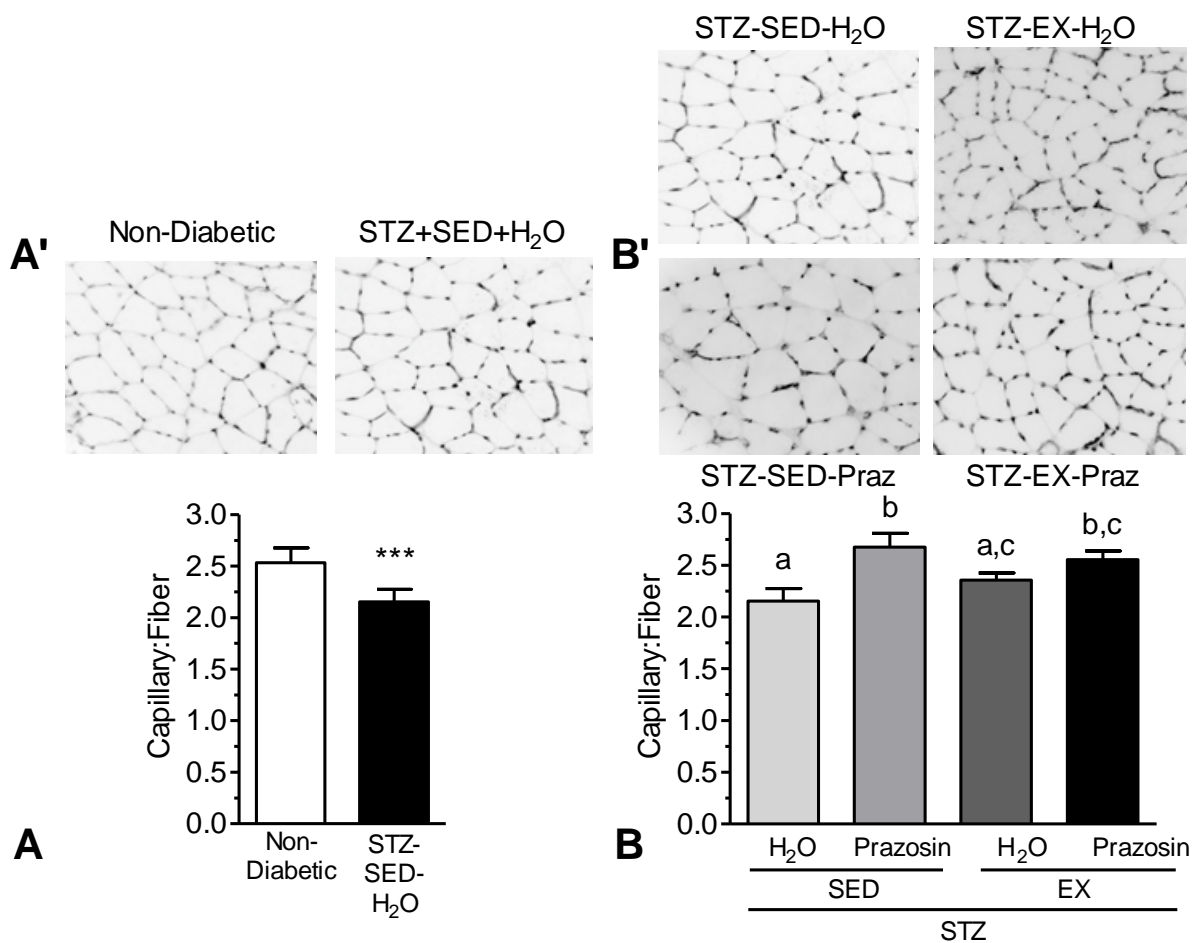 STZ-SED-H₂O
STZ-EX-H₂O
A'
Non-Diabetic
STZ+SED+H₂O
B'
STZ-SED-Praz
STZ-EX-Praz
3.0
2.5
2.0
1.5
1.0
0.5
0.0
Capillary:Fiber
***
Non-
Diabetic
STZ-
SED-
H₂O
A
3.0
2.5
2.0
1.5
1.0
0.5
0.0
Capillary:Fiber
a
b
a,c
b,c
H₂O
Prazosin
H₂O
Prazosin
SED
EX
STZ
B